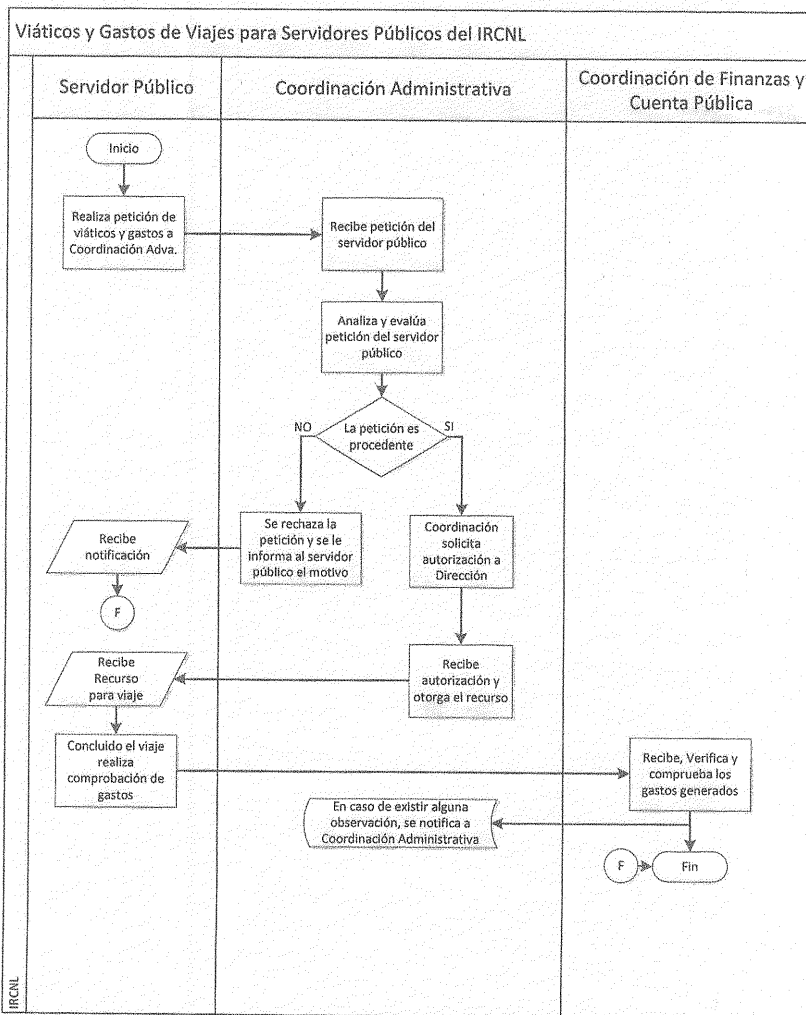 Viáticos y Gastos de Viajes para Servidores Públicos del IRCNL
Servidor Público
Coordinación Administrativa
Coordinación de Finanzas y
Cuenta Pública
Inicio
Realiza petición de
viáticos y gastos a
Coordinación Adva.
Recibe petición del
servidor público
Analiza y evalúa
petición del servidor
público
La petición es
procedente
NO
SI
Se rechaza la
petición y se le
informa al servidor
público el motivo
Coordinación
solicita
autorización a
Dirección
Recibe
notificación
F
Recibe
autorización y
otorga el recurso
Recibe
Recurso
para viaje
Concluido el viaje
realiza
comprobación de
gastos
Recibe, Verifica y
comprueba los
gastos generados
En caso de existir alguna
observación, se notifica a
Coordinación Administrativa
F
Fin
IRCNL